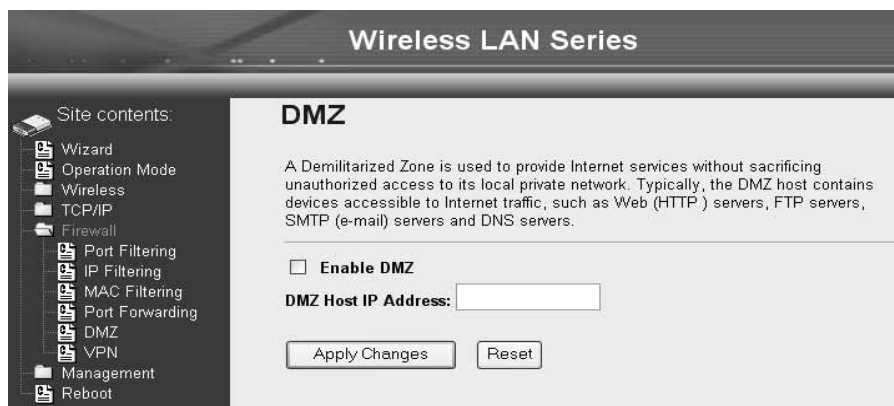 Wireless LAN Series
Site contents:
Wizard
Operation Mode
Wireless
TCP/IP
Firewall
Port Filtering
IP Filtering
MAC Filtering
Port Forwarding
DMZ
VPN
Management
Reboot
DMZ
A Demilitarized Zone is used to provide Internet services without sacrificing
unauthorized access to its local private network. Typically, the DMZ host contains
devices accessible to Internet traffic, such as Web (HTTP ) servers, FTP servers,
SMTP (e-mail) servers and DNS servers.
Enable DMZ
DMZ Host IP Address:
Apply Changes Reset